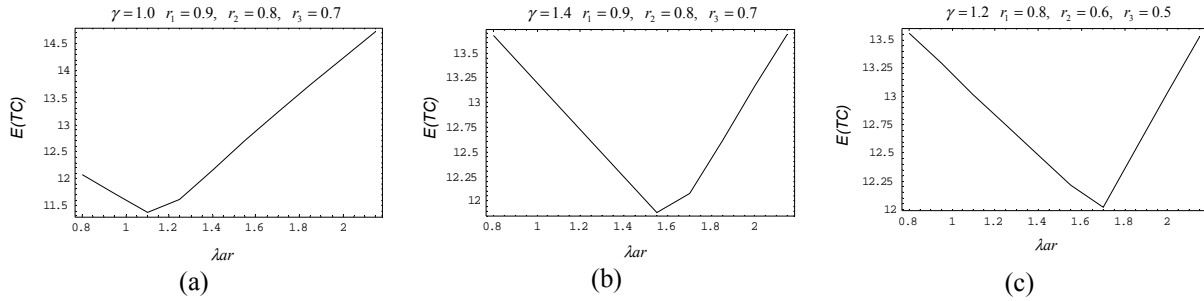 γ = 1.0 r₁ = 0.9, r₂ = 0.8, r₃ = 0.7
14.5
14
13.5
13
12.5
12
11.5
E(TC)
0.8 1 1.2 1.4 1.6 1.8 2
λar
(a)
γ = 1.4 r₁ = 0.9, r₂ = 0.8, r₃ = 0.7
13.5
13.25
13
12.75
12.5
12.25
12
E(TC)
0.8 1 1.2 1.4 1.6 1.8 2
λar
(b)
γ = 1.2 r₁ = 0.8, r₂ = 0.6, r₃ = 0.5
13.5
13.25
13
12.75
12.5
12.25
12
E(TC)
0.8 1 1.2 1.4 1.6 1.8 2
λar
(c)